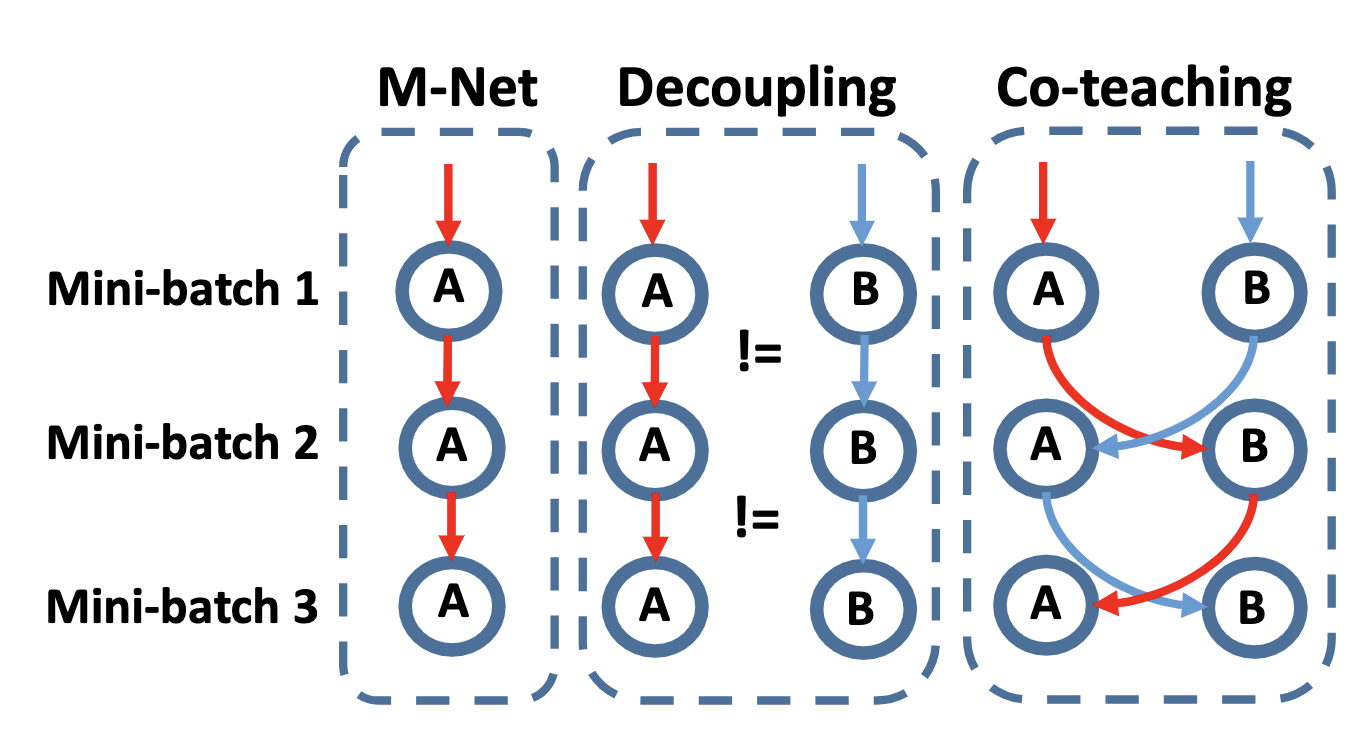 M-Net Decoupling Co-teaching
Mini-batch 1 A A B A B
!=
Mini-batch 2 A A B A B
!=
Mini-batch 3 A A B A B